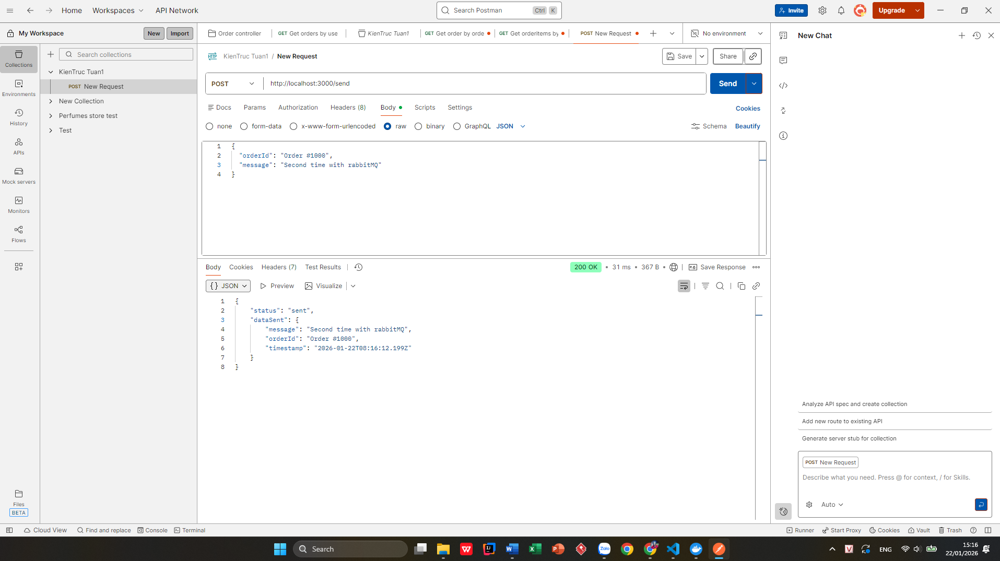 Home
Workspaces
API Network
Search Postman
Ctrl K
Invite
Upgrade
My Workspace
New
Import
Order controller
GET Get orders by use
KienTruc Tuan1
GET Get order by orde
GET Get orderitems by
POST New Request
No environment
New Chat
Collections
Environments
History
APIs
Mock servers
Monitors
Flows
Files
BETA
Search collections
KienTruc Tuan1
POST New Request
New Collection
Perfumes store test
Test
HTTP KienTruc Tuan1 / New Request
Save
Share
POST
http://localhost:3000/send
Send
Docs
Params
Authorization
Headers (8)
Body
Scripts
Settings
Cookies
none
form-data
x-www-form-urlencoded
raw
binary
GraphQL
JSON
Schema
Beautify
1 {
2 "orderId": "Order #1000",
3 "message": "Second time with rabbitMQ"
4 }
Body
Cookies
Headers (7)
Test Results
200 OK • 31 ms • 367 B •
e.g. Save Response
{} JSON
Preview
Visualize
1 {
2 "status": "sent",
3 "dataSent": {
4 "message": "Second time with rabbitMQ",
5 "orderId": "Order #1000",
6 "timestamp": "2026-01-22T08:16:12.199Z"
7 }
8 }
Analyze API spec and create collection
Add new route to existing API
Generate server stub for collection
POST New Request
Describe what you need. Press @ for context, / for Skills.
Auto
Cloud View
Find and replace
Console
Terminal
Runner
Start Proxy
Cookies
Vault
Trash
Search
Zalo
ENG
15:16
22/01/2026